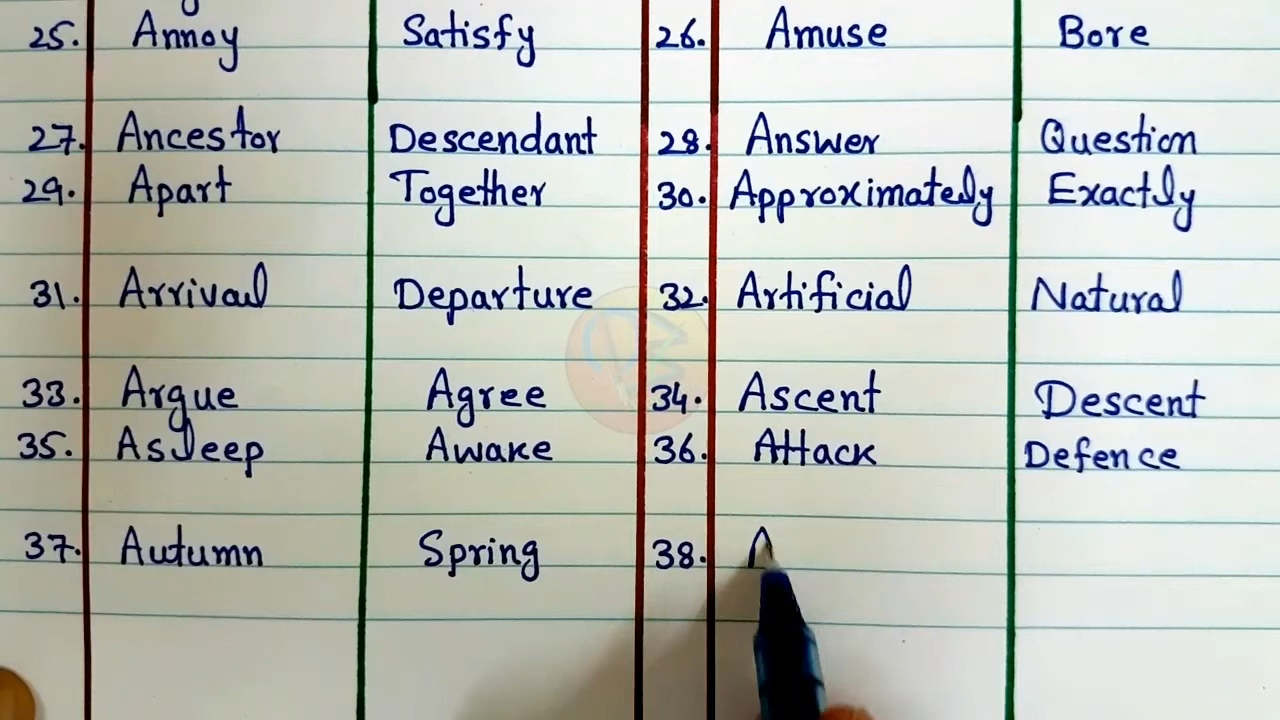 25. Annoy Satisfy 26. Amuse Bore
27. Ancestor Descendant 28. Answer Question
29. Apart Together 30. Approximately Exactly
31. Arrival Departure 32. Artificial Natural
33. Argue Agree 34. Ascent Descent
35. Asleep Awake 36. Attack Defence
37. Autumn Spring 38. A